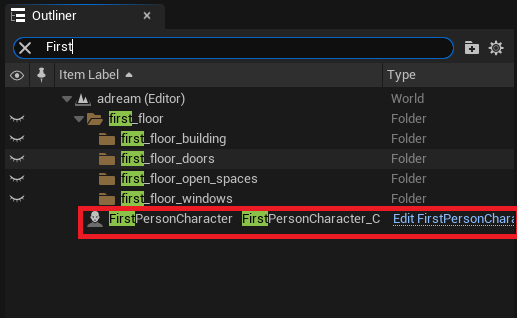 Outliner
First
Item Label Type
adream (Editor) World
first_floor Folder
first_floor_building Folder
first_floor_doors Folder
first_floor_open_spaces Folder
first_floor_windows Folder
FirstPersonCharacter FirstPersonCharacter_C Edit FirstPersonChara